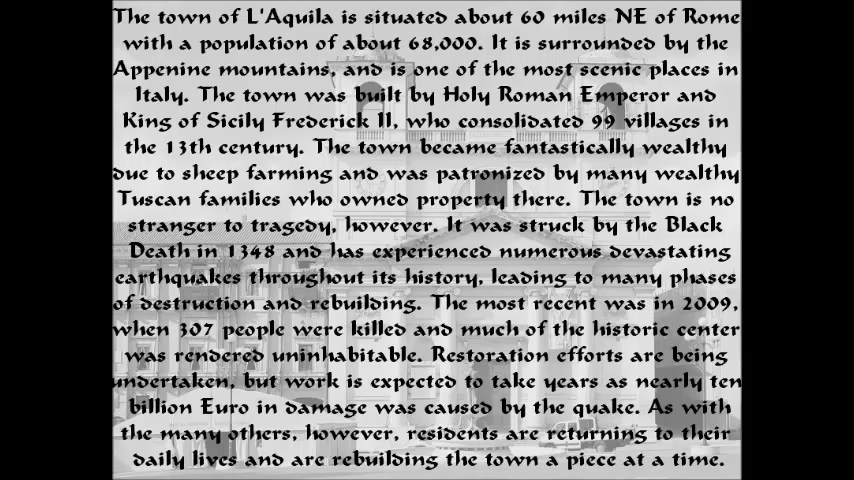 The town of L'Aquila is situated about 60 miles NE of Rome
with a population of about 68,000. It is surrounded by the
Appenine mountains, and is one of the most scenic places in
Italy. The town was built by Holy Roman Emperor and
King of Sicily Frederick II, who consolidated 99 villages in
the 13th century. The town became fantastically wealthy
due to sheep farming and was patronized by many wealthy
Tuscan families who owned property there. The town is no
stranger to tragedy, however. It was struck by the Black
Death in 1348 and has experienced numerous devastating
earthquakes throughout its history, leading to many phases
of destruction and rebuilding. The most recent was in 2009,
when 307 people were killed and much of the historic center
was rendered uninhabitable. Restoration efforts are being
undertaken, but work is expected to take years as nearly ten
billion Euro in damage was caused by the quake. As with
the many others, however, residents are returning to their
daily lives and are rebuilding the town a piece at a time.